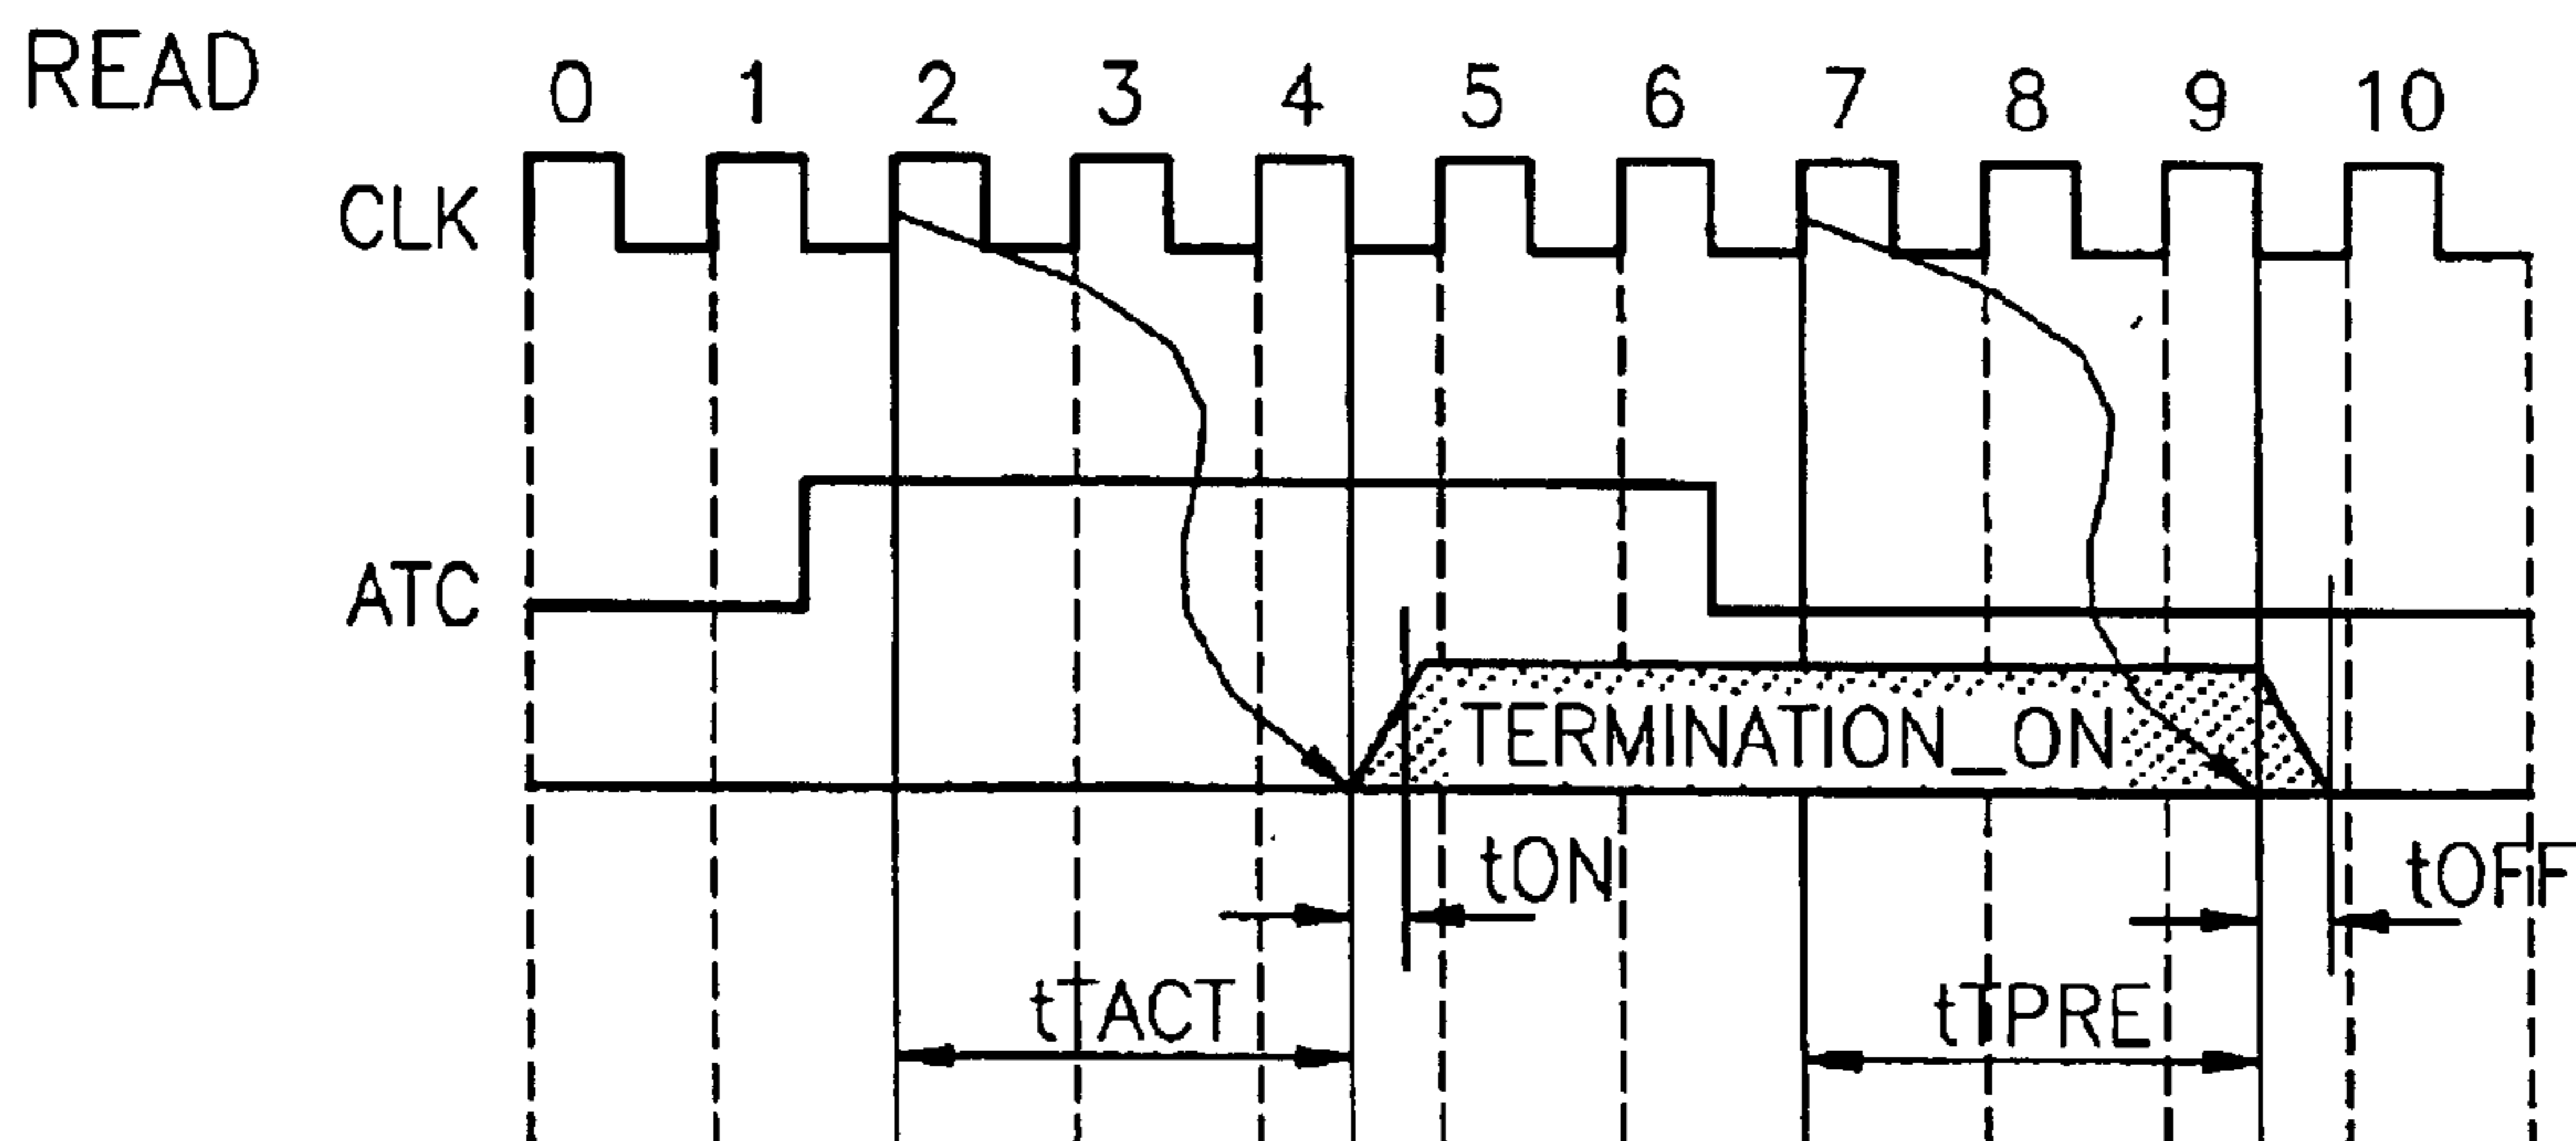 READ
0 1 2 3 4 5 6 7 8 9 10
CLK
ATC
TERMINATION_ON
tON
tOFF
tTACT
tTPRE